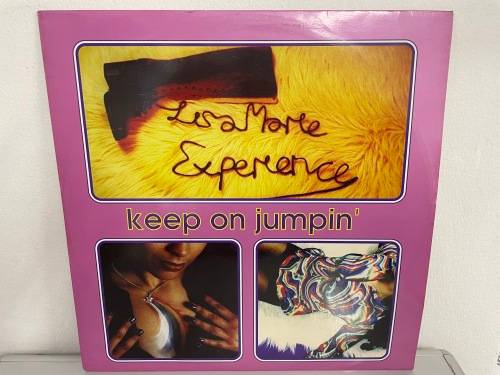 Lisa Marie
Experience
keep on jumpin'